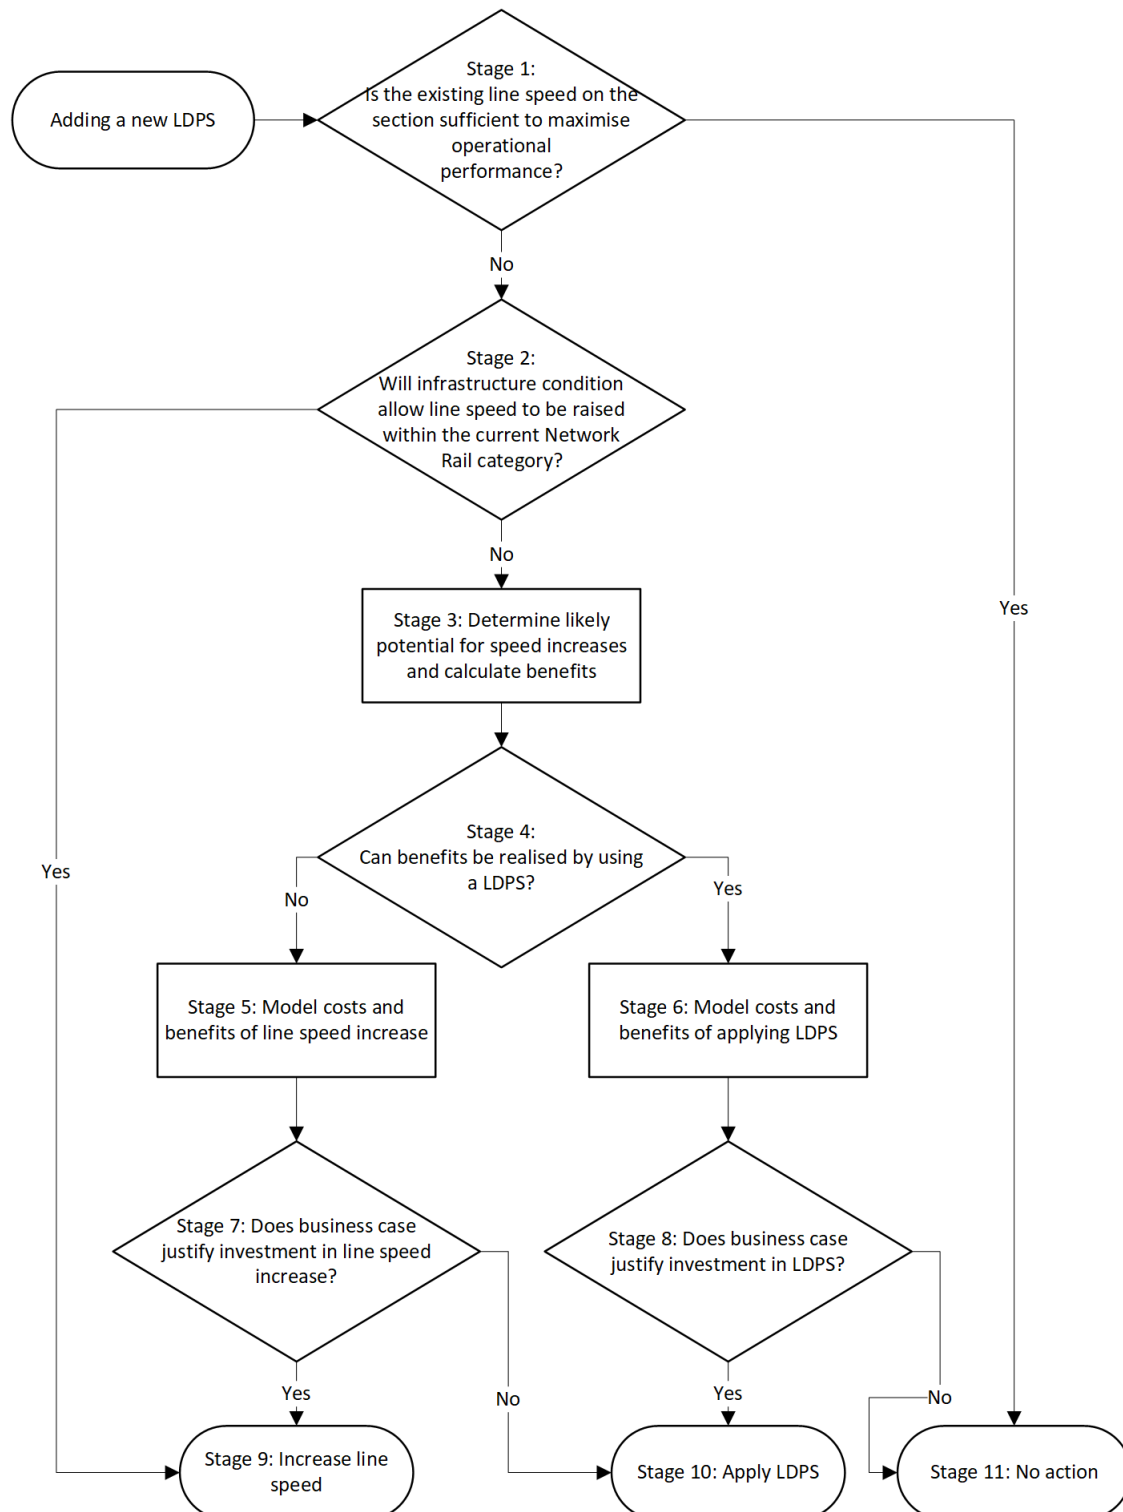 Stage 1:
Is the existing line speed on the
section sufficient to maximise
operational
performance?
Adding a new LDPS
No
Stage 2:
Will infrastructure condition
allow line speed to be raised
within the current Network
Rail category?
No
Stage 3: Determine likely
potential for speed increases
and calculate benefits
Yes
Stage 4:
Can benefits be realised by using
a LDPS?
Yes
No
Yes
Stage 5: Model costs and
benefits of line speed increase
Stage 6: Model costs and
benefits of applying LDPS
Stage 7: Does business case
justify investment in line speed
increase?
Stage 8: Does business case
justify investment in LDPS?
Yes
No
Yes
No
Stage 9: Increase line
speed
Stage 10: Apply LDPS
Stage 11: No action